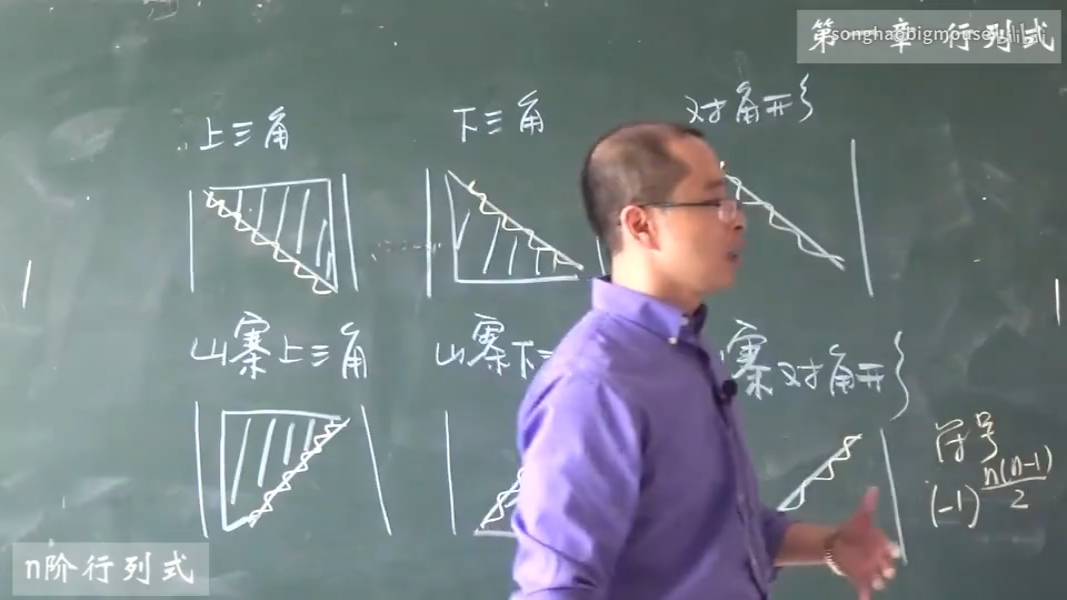 第一章 行列式
songhaobigmouse
上三角
下三角
对角形
山寨上三角
山寨下三
寨对角形
符号
(-1)^{\frac{n(n-1)}{2}}
n阶行列式